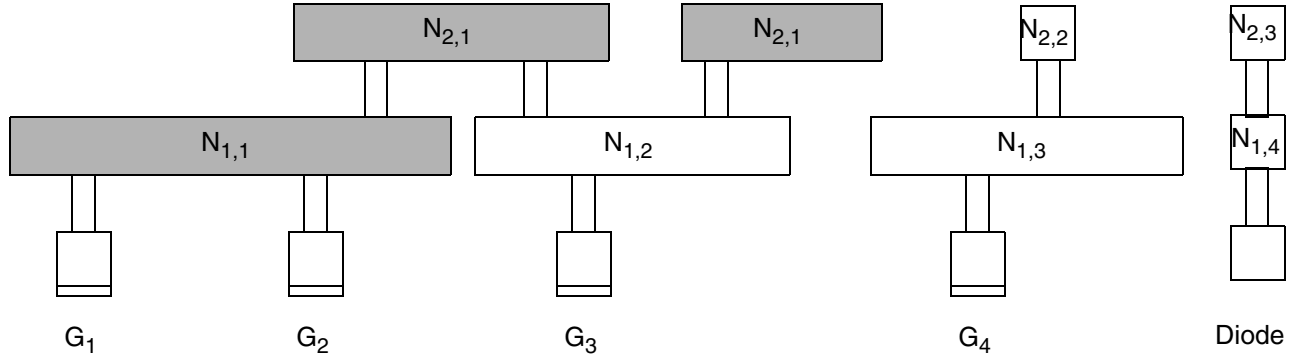 N2,1 N2,1 N2,2 N2,3
N1,1 N1,2 N1,3 N1,4
G1 G2 G3 G4 Diode